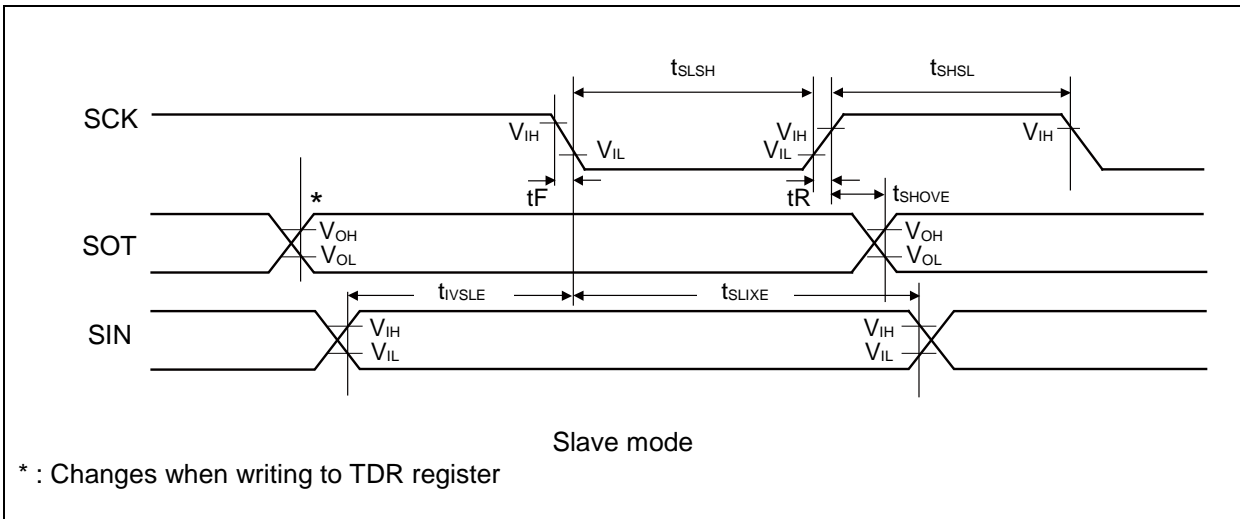 tSLSH tSHSL
SCK VIH VIL VIH VIL VIH
tF tR tSHOVE
*
SOT VOH VOL VOH VOL
tIVSLE tSLIXE
SIN VIH VIL VIH VIL
Slave mode
* : Changes when writing to TDR register